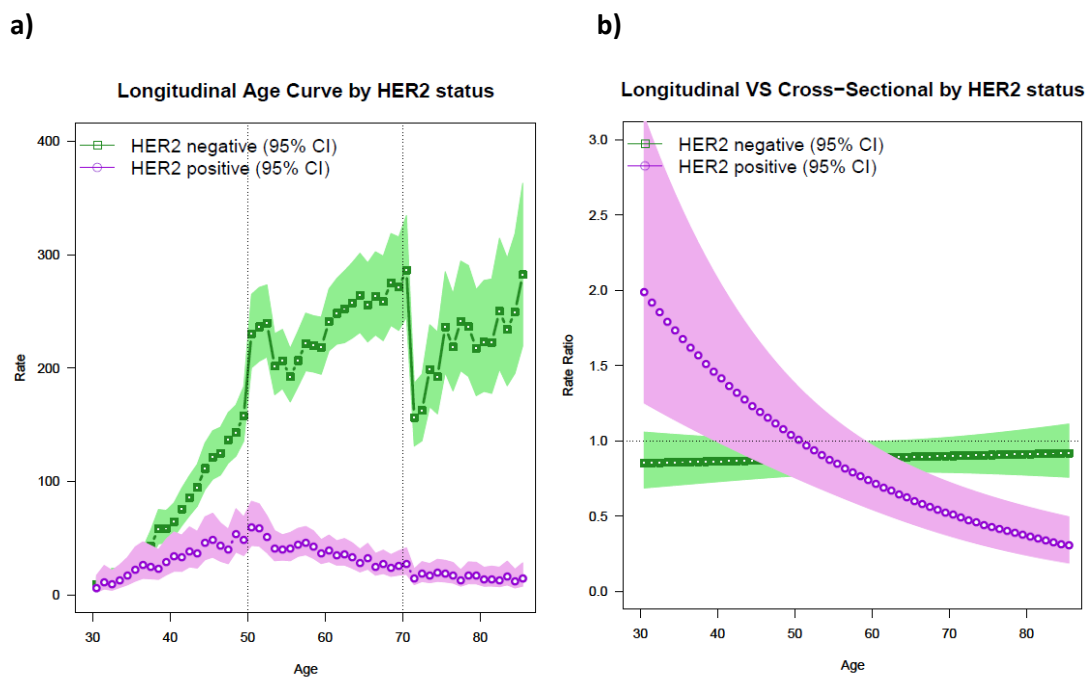 a)
Longitudinal Age Curve by HER2 status
HER2 negative (95% CI)
HER2 positive (95% CI)
400
300
200
100
0
Rate
30 40 50 60 70 80
Age
b)
Longitudinal VS Cross−Sectional by HER2 status
HER2 negative (95% CI)
HER2 positive (95% CI)
3.0
2.5
2.0
1.5
1.0
0.5
0.0
Rate Ratio
30 40 50 60 70 80
Age